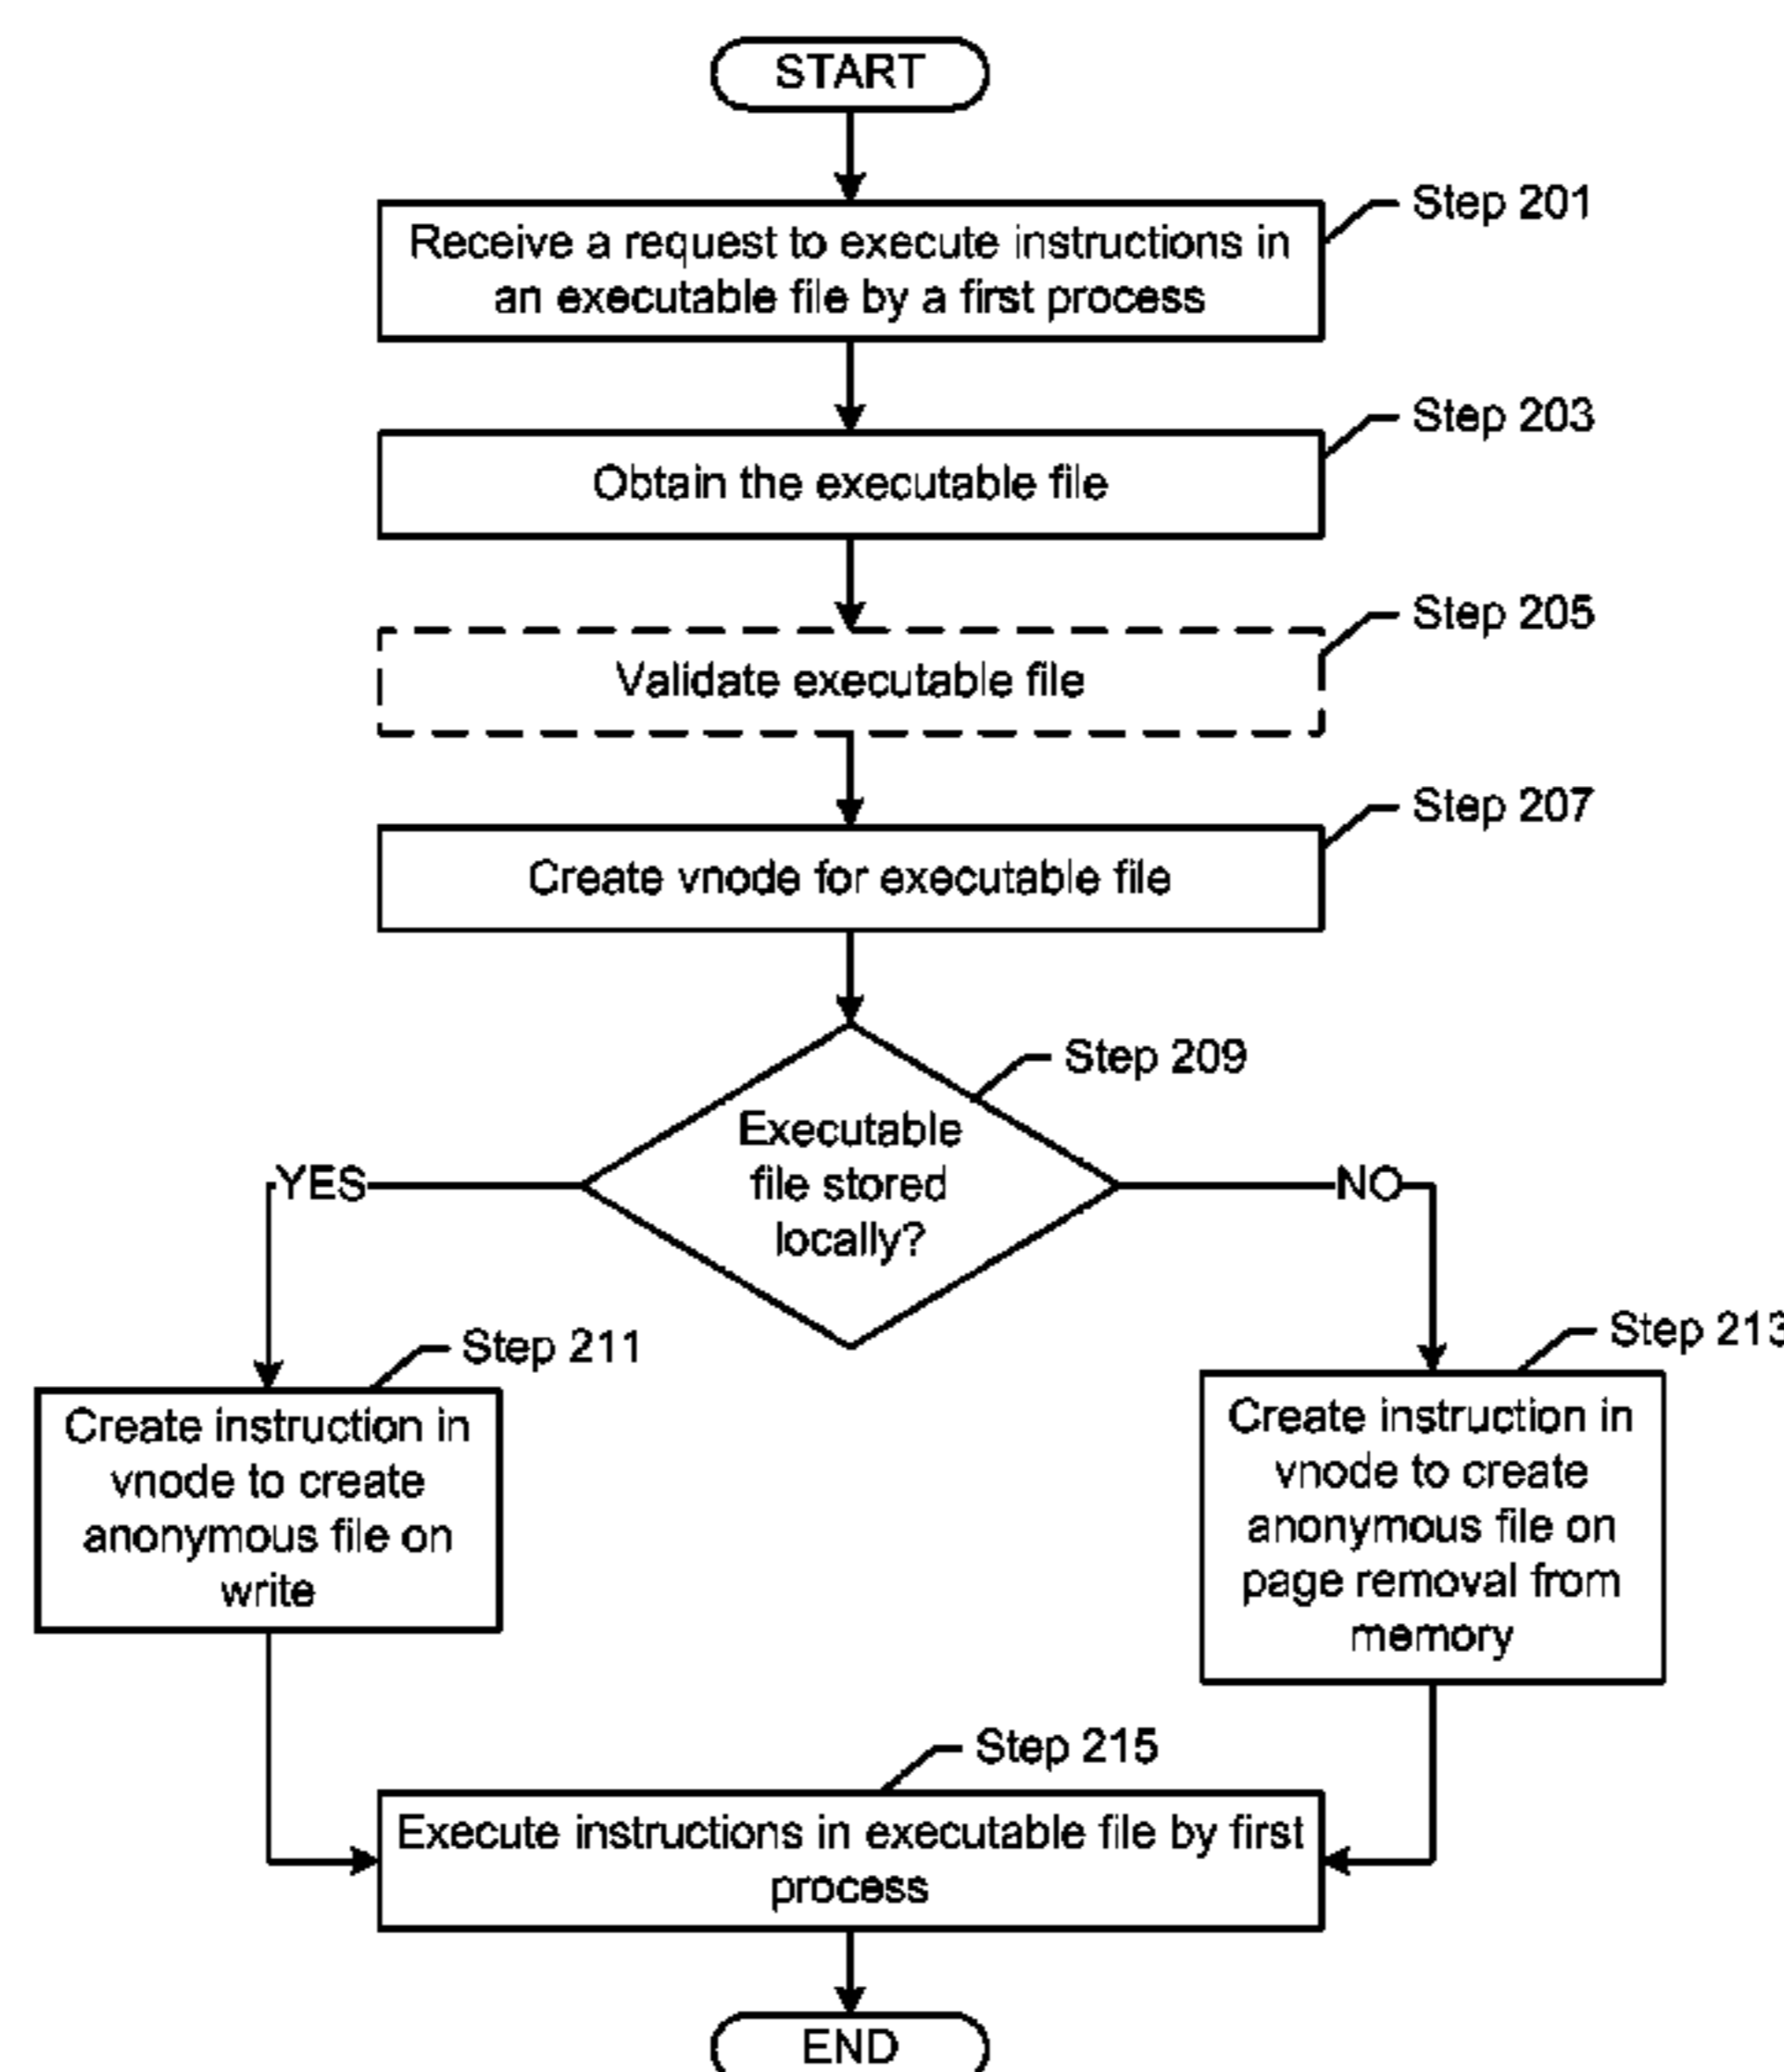 START
Step 201
Receive a request to execute instructions in
an executable file by a first process
Step 203
Obtain the executable file
Step 205
Validate executable file
Step 207
Create vnode for executable file
Step 209
Executable
file stored
locally?
YES
NO
Step 211
Create instruction in
vnode to create
anonymous file on
write
Step 213
Create instruction in
vnode to create
anonymous file on
page removal from
memory
Step 215
Execute instructions in executable file by first
process
END